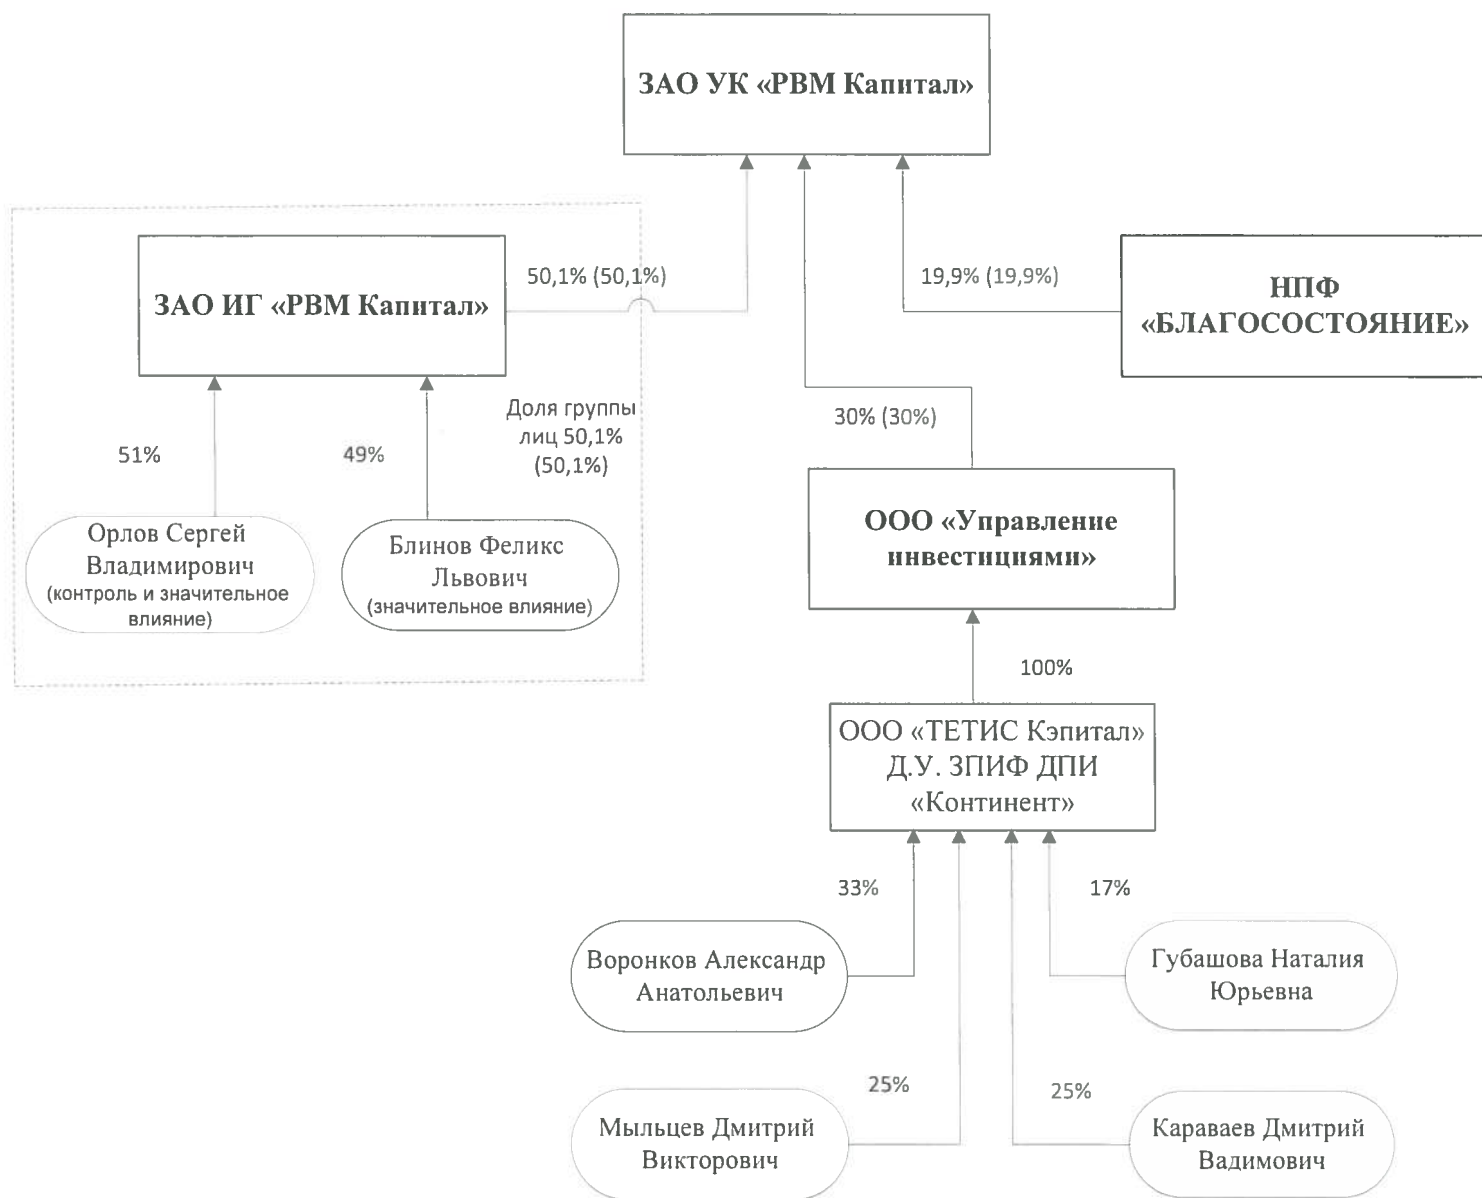 ЗАО УК «РВМ Капитал»
ЗАО ИГ «РВМ Капитал»
50,1% (50,1%)
19,9% (19,9%)
НПФ
«БЛАГОСОСТОЯНИЕ»
30% (30%)
Доля группы
лиц 50,1%
(50,1%)
51%
49%
Орлов Сергей
Владимирович
(контроль и значительное
влияние)
Блинов Феликс
Львович
(значительное влияние)
ООО «Управление
инвестициями»
100%
ООО «ТЕТИС Кэпитал»
Д.У. ЗПИФ ДПИ
«Континент»
33%
17%
Воронков Александр
Анатольевич
Губашова Наталия
Юрьевна
25%
25%
Мыльцев Дмитрий
Викторович
Караваев Дмитрий
Вадимович